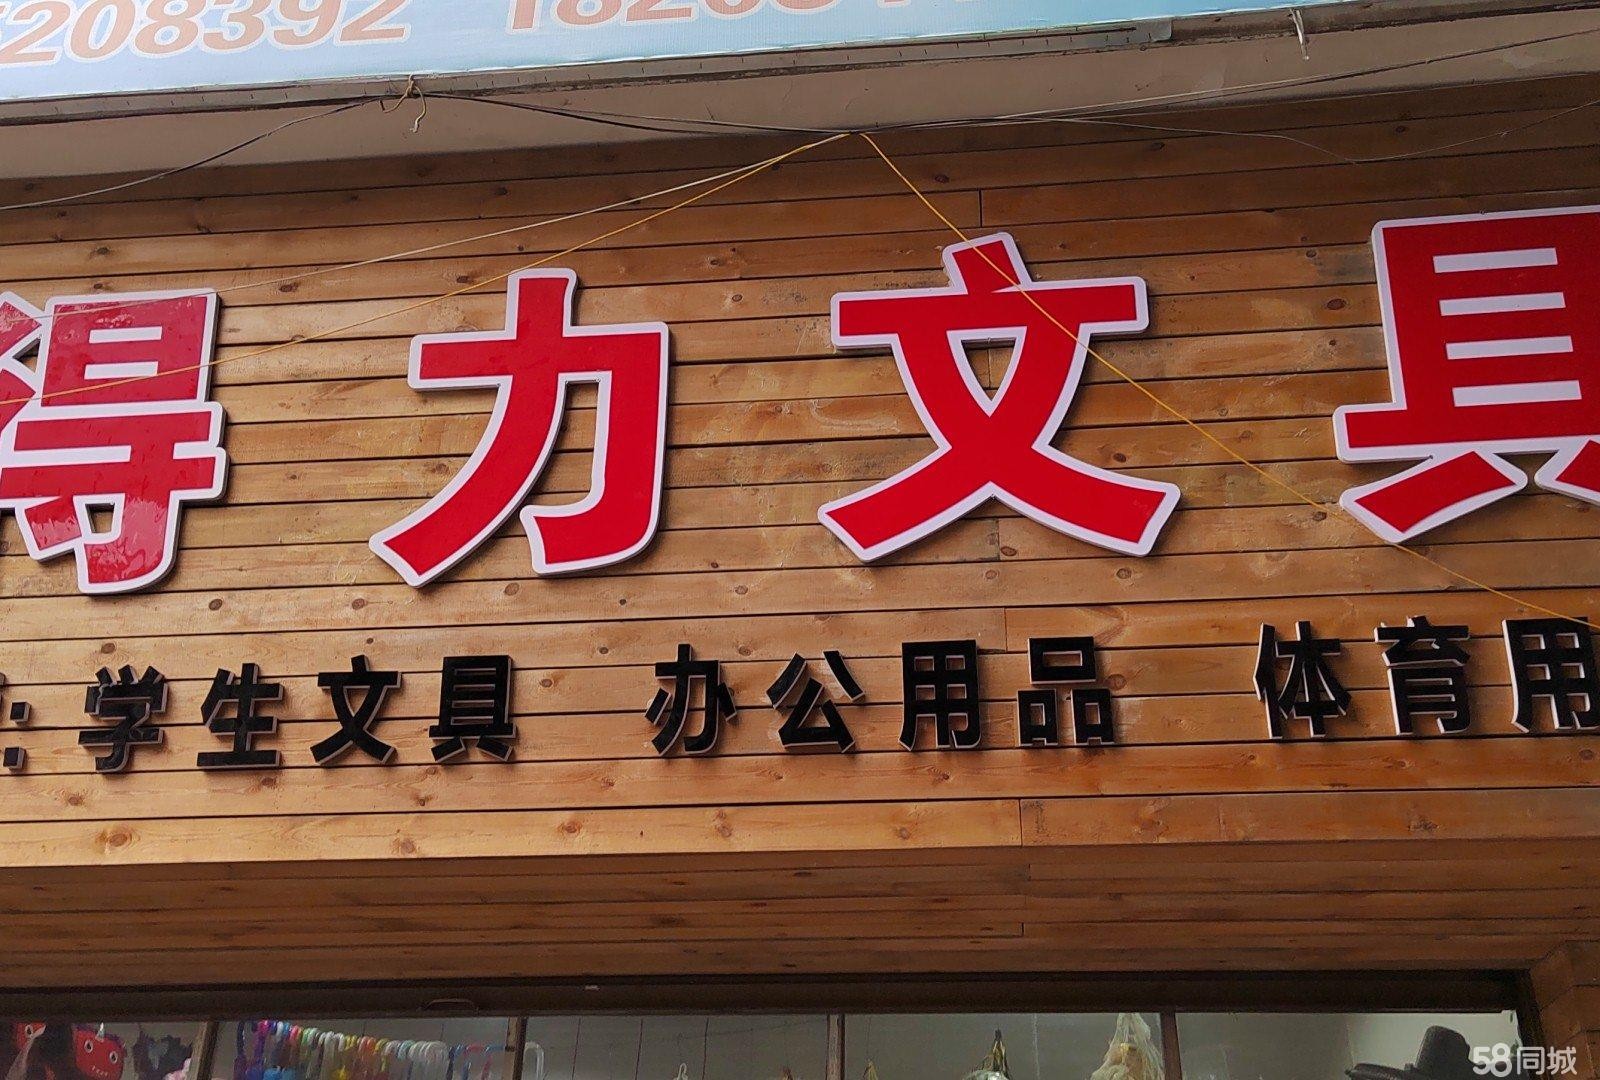 5208392
得力文具
：学生文具 办公用品 体育用
58同城